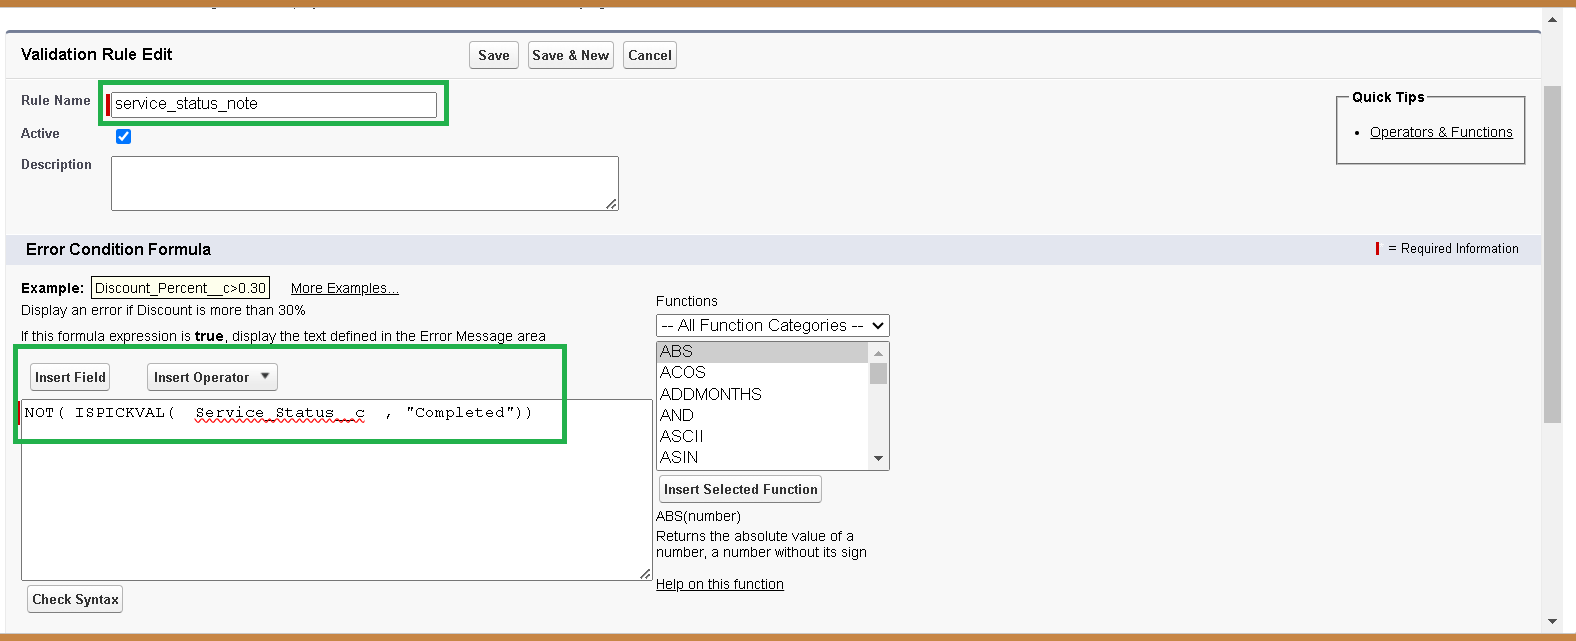 Validation Rule Edit
Save
Save & New
Cancel
Rule Name
service_status_note
Active
Description
Quick Tips
• Operators & Functions
Error Condition Formula
= Required Information
Example: Discount_Percent__c>0.30 More Examples...
Display an error if Discount is more than 30%
If this formula expression is true, display the text defined in the Error Message area
Insert Field
Insert Operator
NOT( ISPICKVAL(  Service_Status__c  , "Completed"))
Check Syntax
Functions
-- All Function Categories --
ABS
ACOS
ADDMONTHS
AND
ASCII
ASIN
Insert Selected Function
ABS(number)
Returns the absolute value of a
number, a number without its sign
Help on this function